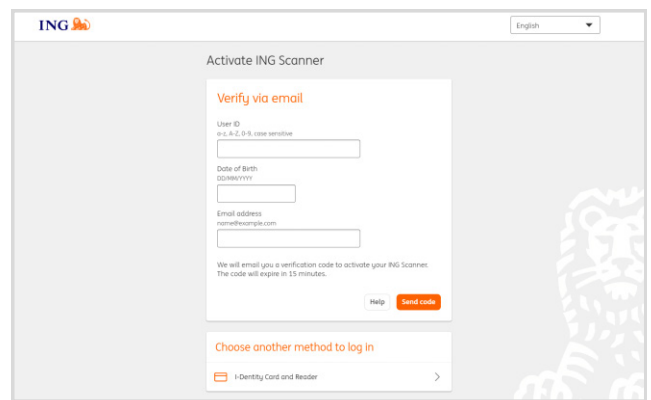 ING
English
Activate ING Scanner
Verify via email
User ID
a-z, A-Z, 0-9, case sensitive
Date of Birth
DD/MM/YYYY
Email address
name@example.com
We will email you a verification code to activate your ING Scanner.
The code will expire in 15 minutes.
Help
Send code
Choose another method to log in
I-Dentity Card and Reader